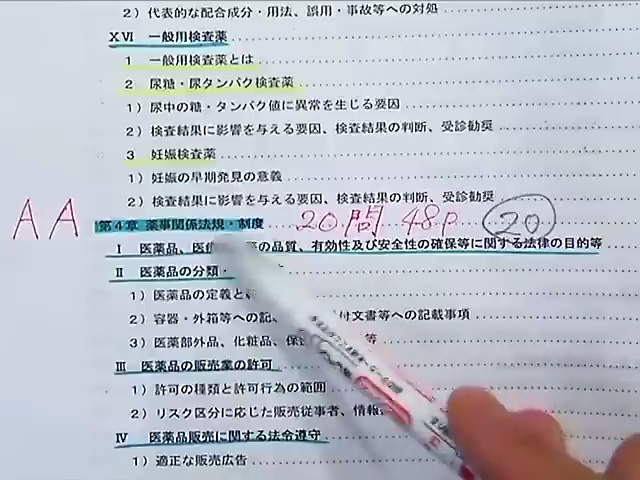 2）代表的な配合成分・用法、誤用・事故等への対処
ＸⅥ 一般用検査薬
1 一般用検査薬とは
2 尿糖・尿タンパク検査薬
1）尿中の糖・タンパク値に異常を生じる要因
2）検査結果に影響を与える要因、検査結果の判断、受診勧奨
3 妊娠検査薬
1）妊娠の早期発見の意義
2）検査結果に影響を与える要因、検査結果の判断、受診勧奨
AA 第４章 薬事関係法規・制度 20問 48p 20
Ⅰ 医薬品、医 の品質、有効性及び安全性の確保等に関する法律の目的等
Ⅱ 医薬品の分類・
1）医薬品の定義と
2）容器・外箱等への記 付文書等への記載事項
3）医薬部外品、化粧品、保 等
Ⅲ 医薬品の販売業の許可
1）許可の種類と許可行為の範囲
2）リスク区分に応じた販売従事者、情報
Ⅳ 医薬品販売に関する法令遵守
1）適正な販売広告